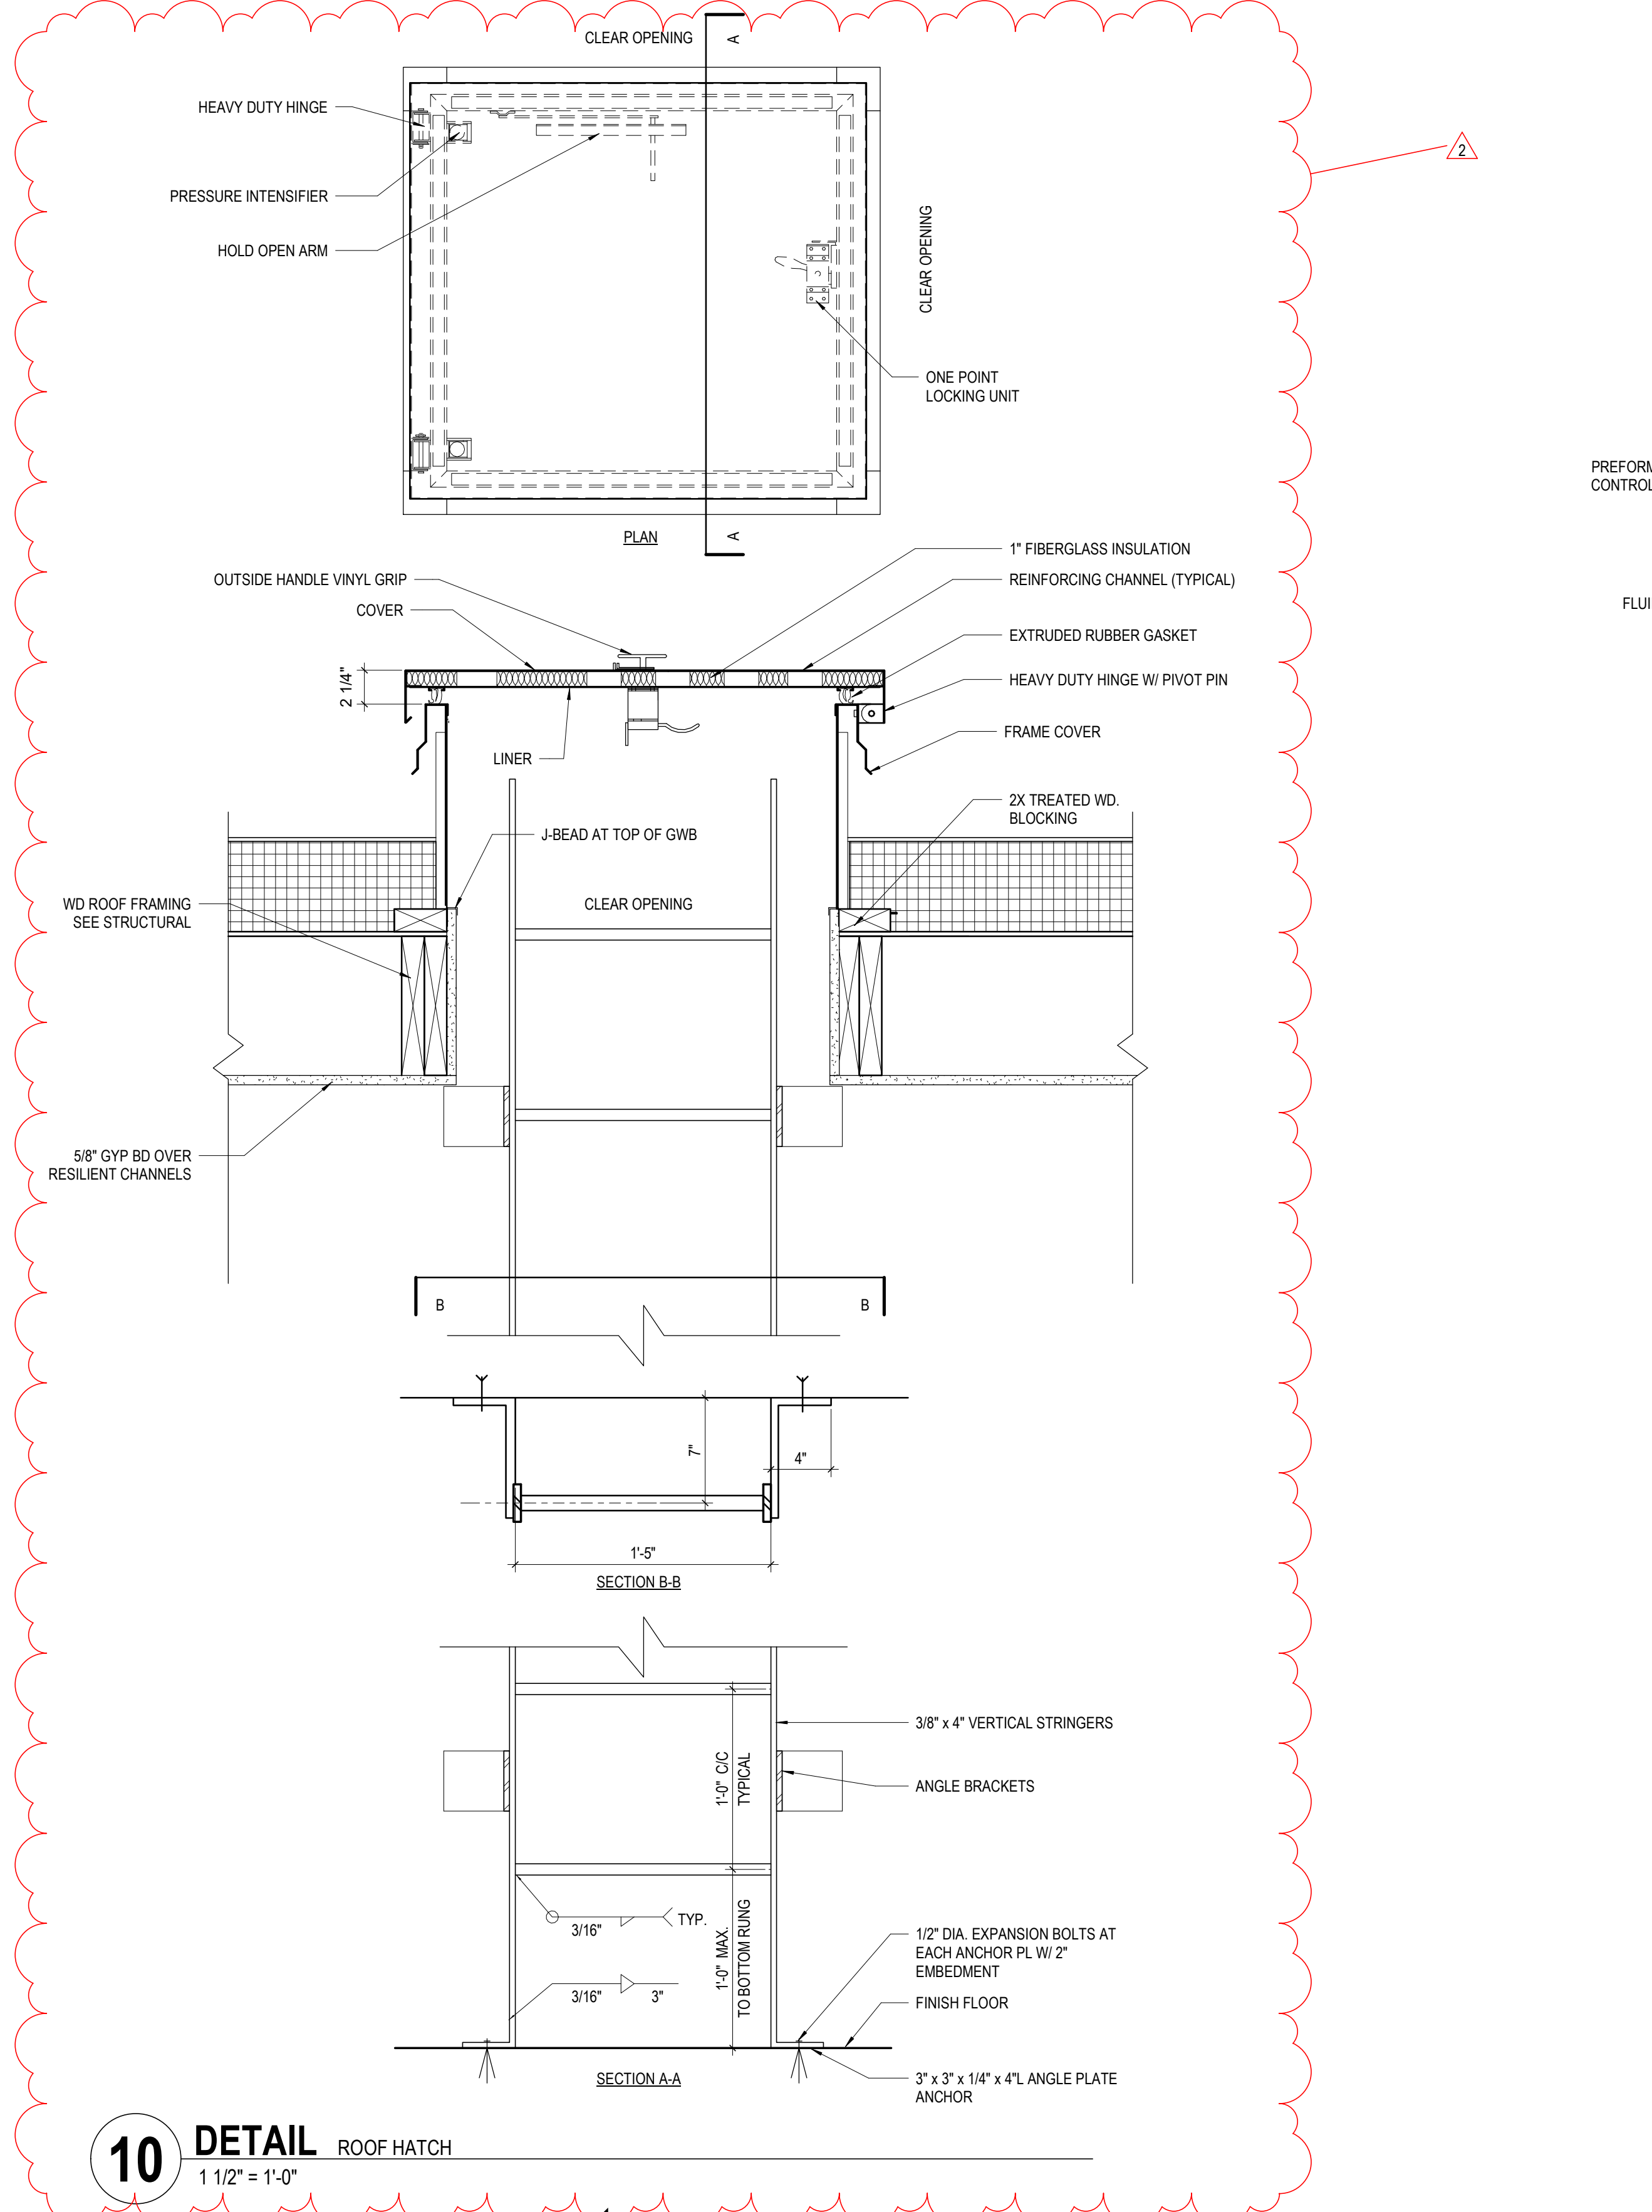 CLEAR OPENING
A
HEAVY DUTY HINGE
2
PRESSURE INTENSIFIER
HOLD OPEN ARM
CLEAR OPENING
ONE POINT
LOCKING UNIT
PREFORM
CONTROL
PLAN
A
1" FIBERGLASS INSULATION
OUTSIDE HANDLE VINYL GRIP
REINFORCING CHANNEL (TYPICAL)
COVER
FLUI
EXTRUDED RUBBER GASKET
2 1/4"
HEAVY DUTY HINGE W/ PIVOT PIN
FRAME COVER
LINER
2X TREATED WD.
BLOCKING
J-BEAD AT TOP OF GWB
WD ROOF FRAMING
SEE STRUCTURAL
CLEAR OPENING
5/8" GYP BD OVER
RESILIENT CHANNELS
B
B
7"
4"
1'-5"
SECTION B-B
3/8" x 4" VERTICAL STRINGERS
1'-0" C/C
TYPICAL
ANGLE BRACKETS
3/16"
TYP.
1'-0" MAX.
TO BOTTOM RUNG
1/2" DIA. EXPANSION BOLTS AT
EACH ANCHOR PL W/ 2"
EMBEDMENT
3/16"
3"
FINISH FLOOR
SECTION A-A
3" x 3" x 1/4" x 4"L ANGLE PLATE
ANCHOR
10
DETAIL ROOF HATCH
1 1/2" = 1'-0"